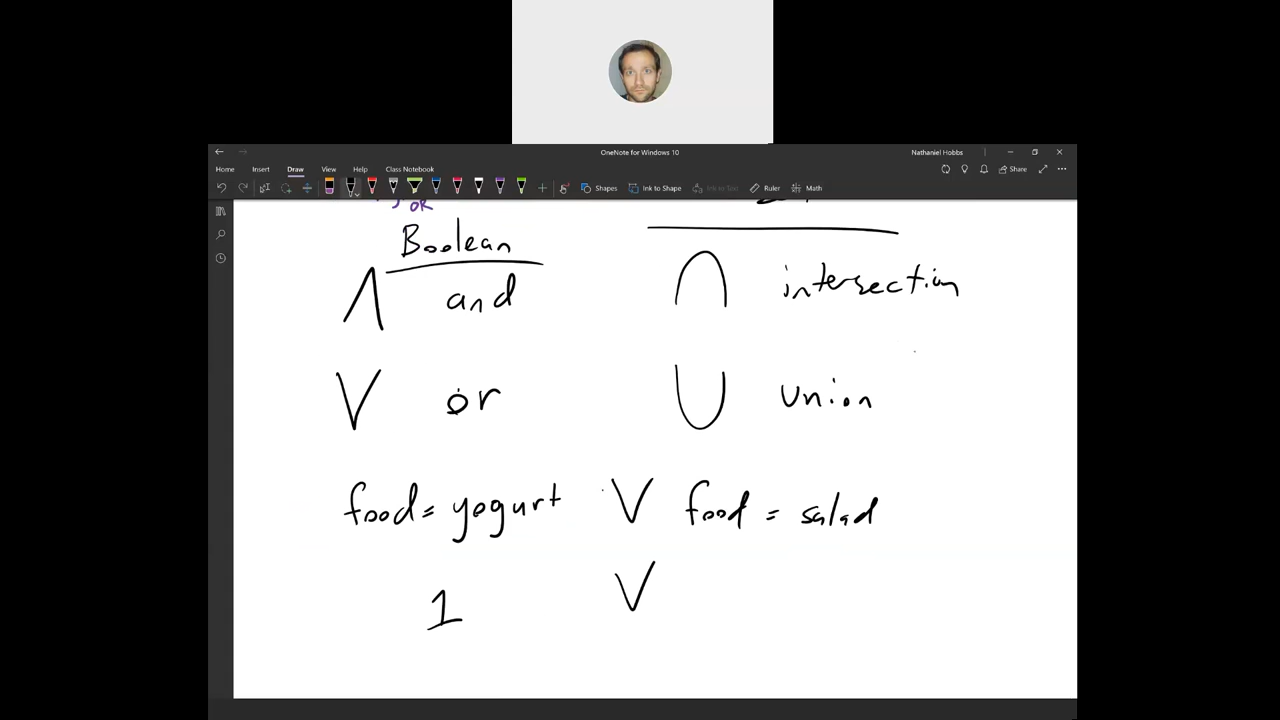 OneNote for Windows 10
Nathaniel Hobbs
Home Insert Draw View Help Class Notebook
Share
Shapes Ink to Shape Ink to Text Ruler Math
OR
Boolean
∧ and ∩ intersection
∨ or ∪ union
food = yogurt ∨ food = salad
1 ∨